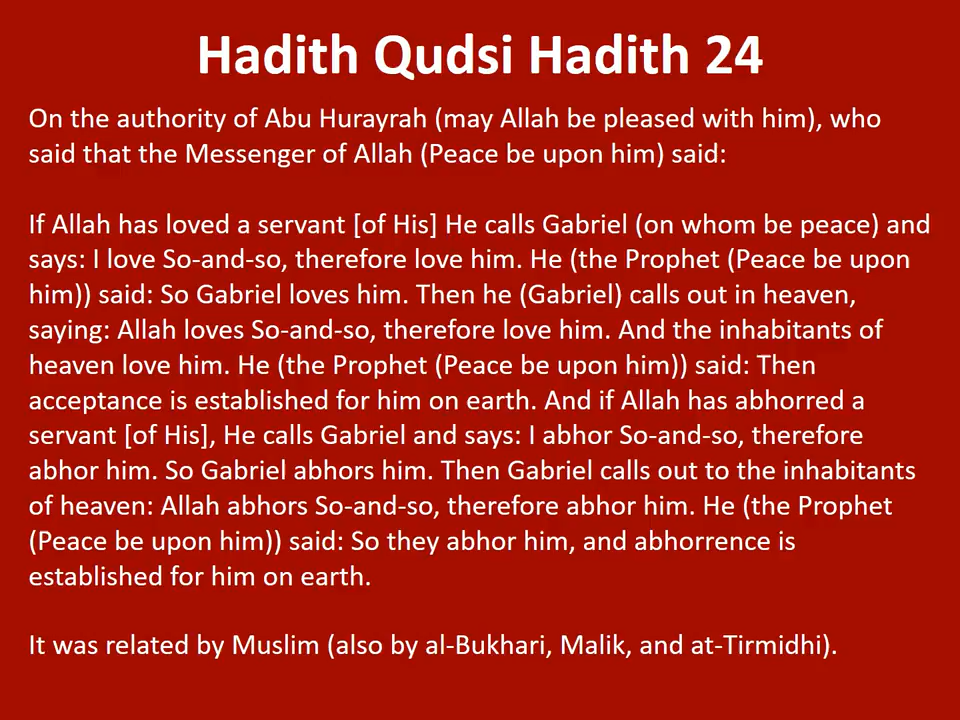 Hadith Qudsi Hadith 24
On the authority of Abu Hurayrah (may Allah be pleased with him), who
said that the Messenger of Allah (Peace be upon him) said:
If Allah has loved a servant [of His] He calls Gabriel (on whom be peace) and
says: I love So-and-so, therefore love him. He (the Prophet (Peace be upon
him)) said: So Gabriel loves him. Then he (Gabriel) calls out in heaven,
saying: Allah loves So-and-so, therefore love him. And the inhabitants of
heaven love him. He (the Prophet (Peace be upon him)) said: Then
acceptance is established for him on earth. And if Allah has abhorred a
servant [of His], He calls Gabriel and says: I abhor So-and-so, therefore
abhor him. So Gabriel abhors him. Then Gabriel calls out to the inhabitants
of heaven: Allah abhors So-and-so, therefore abhor him. He (the Prophet
(Peace be upon him)) said: So they abhor him, and abhorrence is
established for him on earth.
It was related by Muslim (also by al-Bukhari, Malik, and at-Tirmidhi).